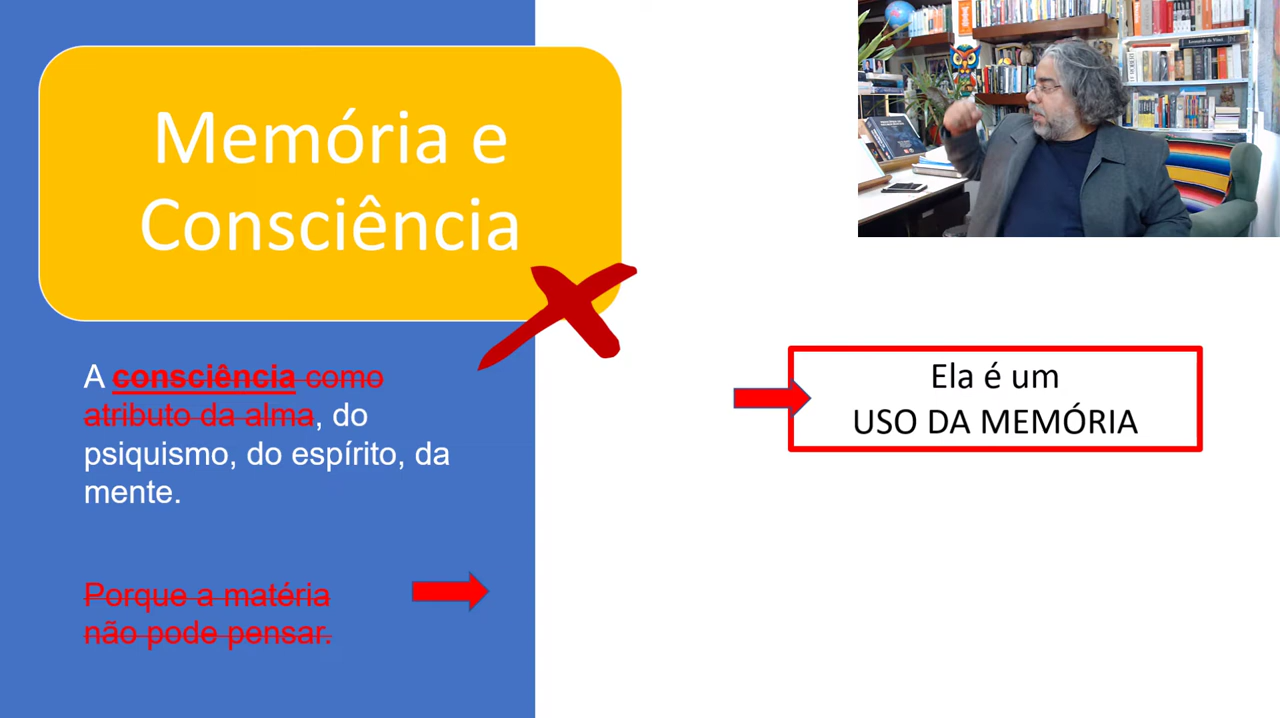 Memória e
Consciência
A consciência como
atributo da alma, do
psiquismo, do espírito, da
mente.
Porque a matéria
não pode pensar.
Ela é um
USO DA MEMÓRIA